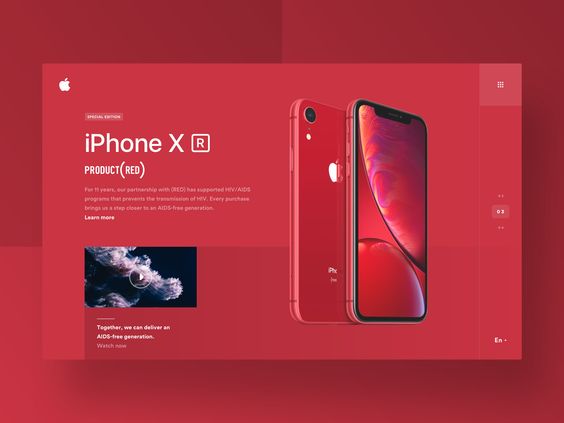 SPECIAL EDITION
iPhone X R
PRODUCT(RED)
For 11 years, our partnership with (RED) has supported HIV/AIDS
programs that prevents the transmission of HIV. Every purchase
brings us a step closer to an AIDS-free generation.
Learn more
03
Together, we can deliver an
AIDS-free generation.
Watch now
En